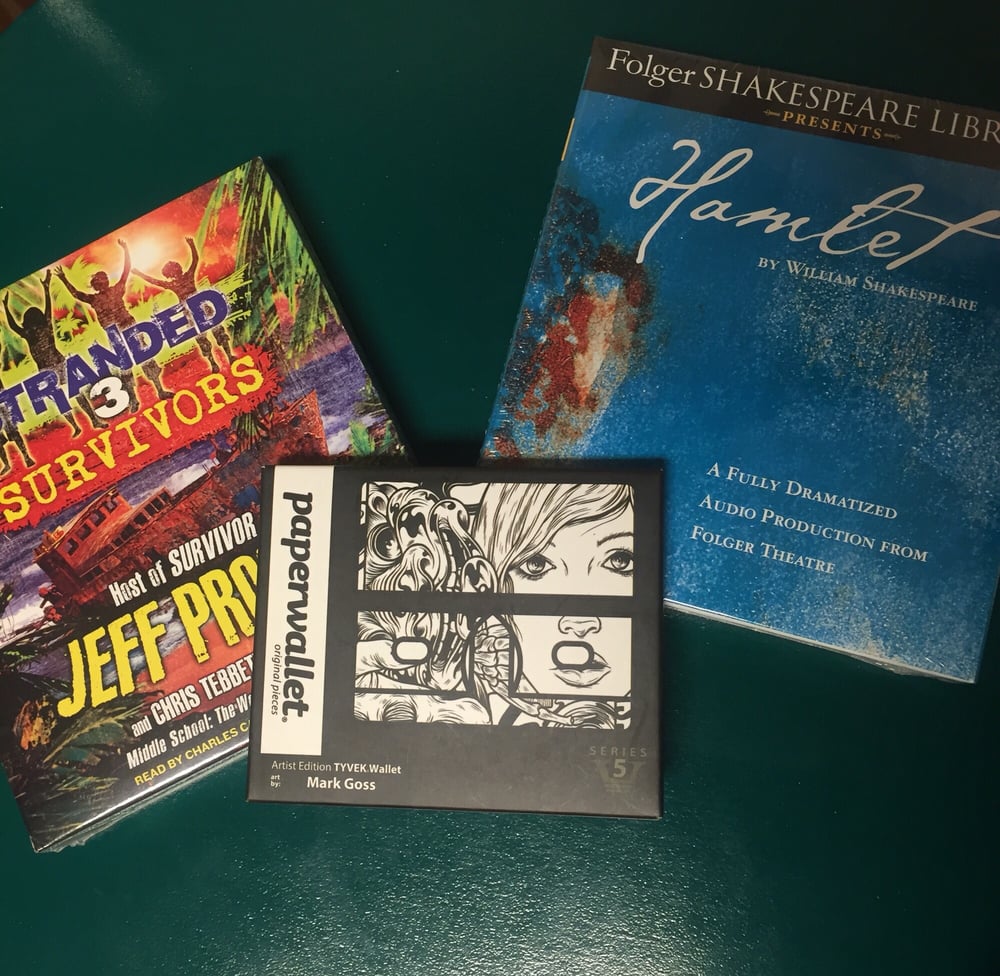 TRANDED
3
SURVIVORS
Host of SURVIVOR
JEFF PRO
and CHRIS TEBBET
Middle School: The W
READ BY CHARLES C
paperwallet®
original pieces
Artist Edition TYVEK Wallet
art by:
Mark Goss
SERIES
5
Folger SHAKESPEARE LIBR
PRESENTS
Hamlet
BY WILLIAM SHAKESPEARE
A FULLY DRAMATIZED
AUDIO PRODUCTION FROM
FOLGER THEATRE